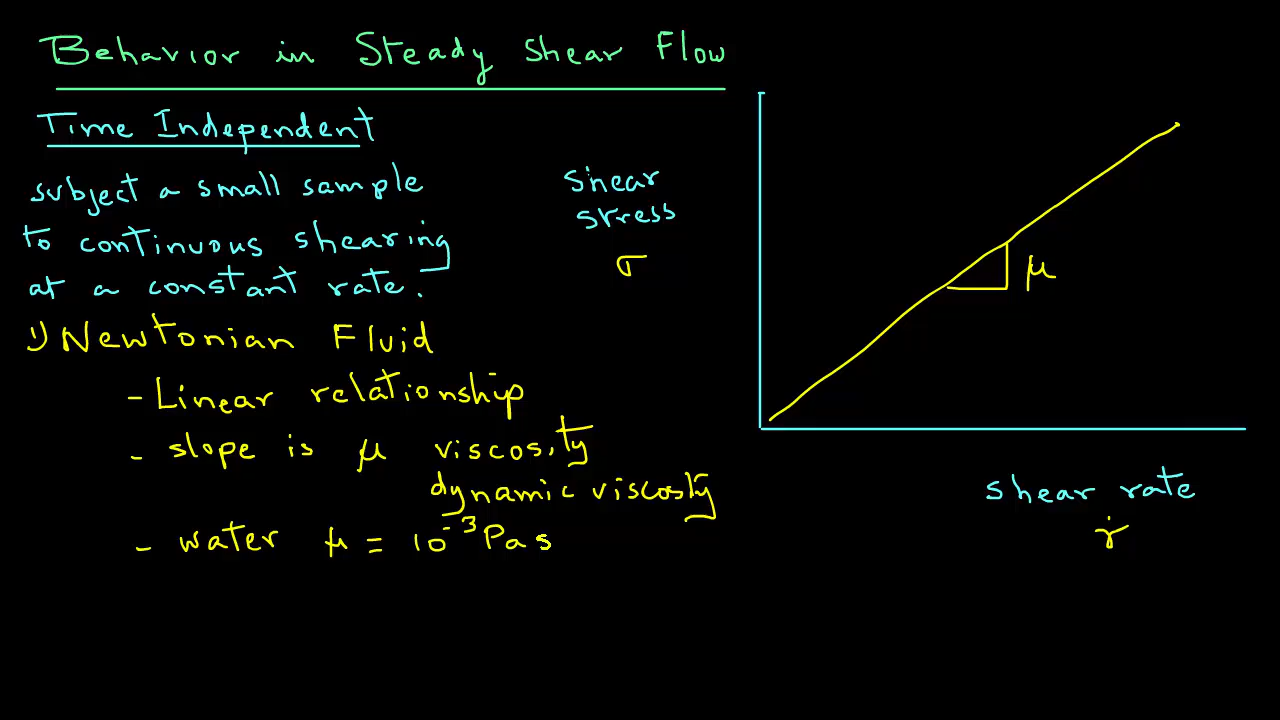 Behavior in Steady Shear Flow
Time Independent
subject a small sample
to continuous shearing
at a constant rate.
1) Newtonian Fluid
- Linear relationship
- slope is μ viscosity
dynamic viscosity
- water μ = 10⁻³ Pa s
shear
stress
σ
μ
shear rate
γ̇